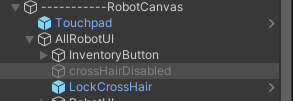 -----------RobotCanvas
Touchpad
AllRobotUI
InventoryButton
crossHairDisabled
LockCrossHair